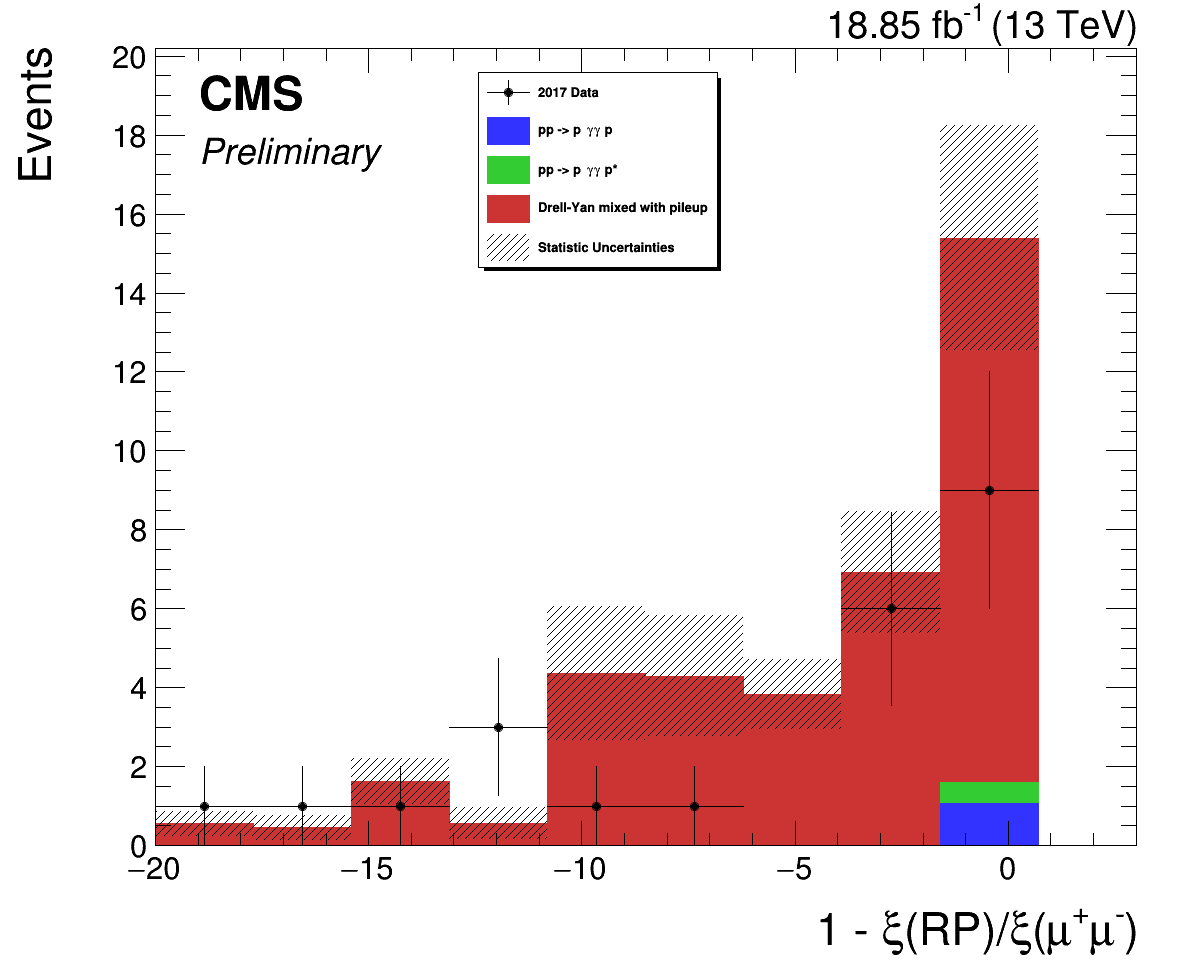 18.85 fb⁻¹ (13 TeV)
Events
CMS
Preliminary
2017 Data
pp -> p γγ p
pp -> p γγ p*
Drell-Yan mixed with pileup
Statistic Uncertainties
20
18
16
14
12
10
8
6
4
2
0
−20 −15 −10 −5 0
1 - ξ(RP)/ξ(μ⁺μ⁻)